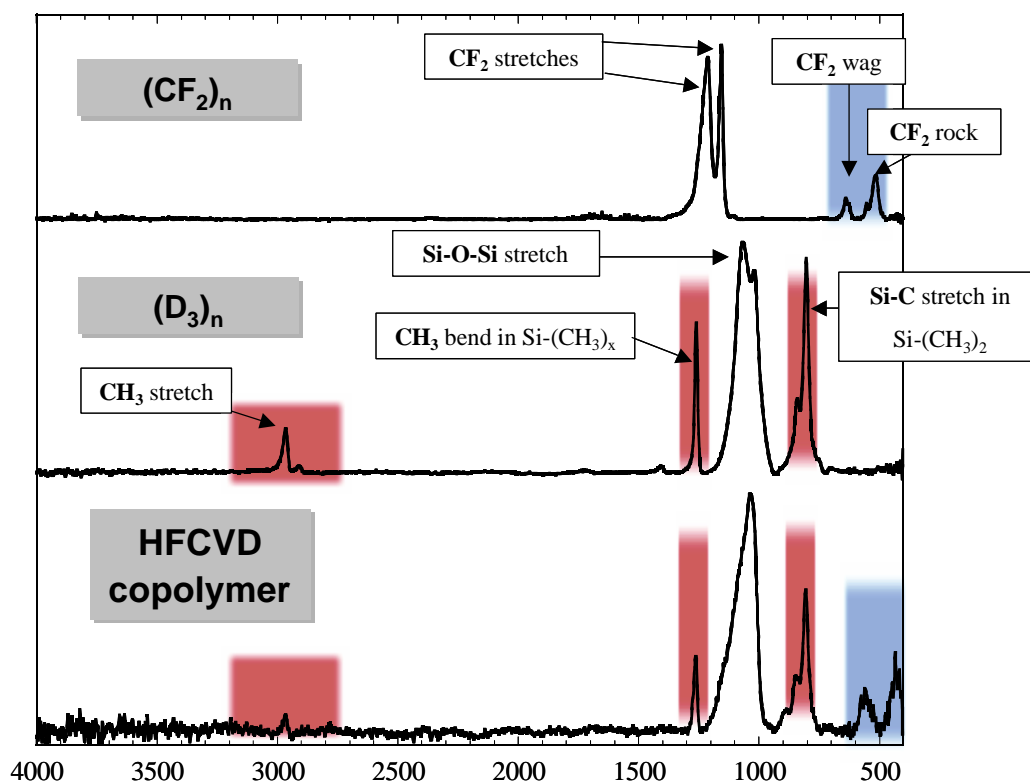 CF₂ stretches
CF₂ wag
(CF₂)ₙ
CF₂ rock
Si-O-Si stretch
(D₃)ₙ
Si-C stretch in
Si-(CH₃)₂
CH₃ bend in Si-(CH₃)ₓ
CH₃ stretch
HFCVD
copolymer
4000 3500 3000 2500 2000 1500 1000 500